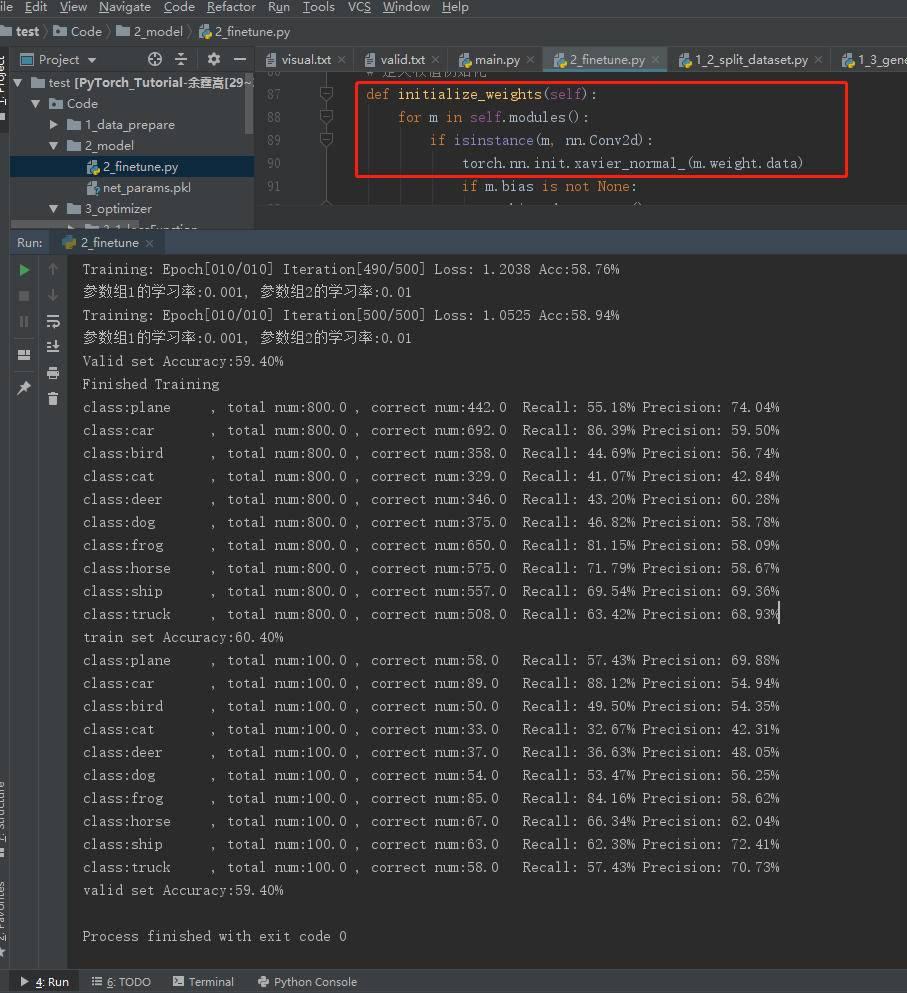 ile Edit View Navigate Code Refactor Run Tools VCS Window Help
test Code 2_model 2_finetune.py
Project
visual.txt valid.txt main.py 2_finetune.py 1_2_split_dataset.py 1_3_gene
test [PyTorch_Tutorial-余霆嵩[29~
Code
1_data_prepare
2_model
2_finetune.py
net_params.pkl
3_optimizer
87 def initialize_weights(self):
88 for m in self.modules():
89 if isinstance(m, nn.Conv2d):
90 torch.nn.init.xavier_normal_(m.weight.data)
91 if m.bias is not None:
Run: 2_finetune
Training: Epoch[010/010] Iteration[490/500] Loss: 1.2038 Acc:58.76%
参数组1的学习率:0.001, 参数组2的学习率:0.01
Training: Epoch[010/010] Iteration[500/500] Loss: 1.0525 Acc:58.94%
参数组1的学习率:0.001, 参数组2的学习率:0.01
Valid set Accuracy:59.40%
Finished Training
class:plane , total num:800.0 , correct num:442.0 Recall: 55.18% Precision: 74.04%
class:car , total num:800.0 , correct num:692.0 Recall: 86.39% Precision: 59.50%
class:bird , total num:800.0 , correct num:358.0 Recall: 44.69% Precision: 56.74%
class:cat , total num:800.0 , correct num:329.0 Recall: 41.07% Precision: 42.84%
class:deer , total num:800.0 , correct num:346.0 Recall: 43.20% Precision: 60.28%
class:dog , total num:800.0 , correct num:375.0 Recall: 46.82% Precision: 58.78%
class:frog , total num:800.0 , correct num:650.0 Recall: 81.15% Precision: 58.09%
class:horse , total num:800.0 , correct num:575.0 Recall: 71.79% Precision: 58.67%
class:ship , total num:800.0 , correct num:557.0 Recall: 69.54% Precision: 69.36%
class:truck , total num:800.0 , correct num:508.0 Recall: 63.42% Precision: 68.93%
train set Accuracy:60.40%
class:plane , total num:100.0 , correct num:58.0 Recall: 57.43% Precision: 69.88%
class:car , total num:100.0 , correct num:89.0 Recall: 88.12% Precision: 54.94%
class:bird , total num:100.0 , correct num:50.0 Recall: 49.50% Precision: 54.35%
class:cat , total num:100.0 , correct num:33.0 Recall: 32.67% Precision: 42.31%
class:deer , total num:100.0 , correct num:37.0 Recall: 36.63% Precision: 48.05%
class:dog , total num:100.0 , correct num:54.0 Recall: 53.47% Precision: 56.25%
class:frog , total num:100.0 , correct num:85.0 Recall: 84.16% Precision: 58.62%
class:horse , total num:100.0 , correct num:67.0 Recall: 66.34% Precision: 62.04%
class:ship , total num:100.0 , correct num:63.0 Recall: 62.38% Precision: 72.41%
class:truck , total num:100.0 , correct num:58.0 Recall: 57.43% Precision: 70.73%
valid set Accuracy:59.40%
Process finished with exit code 0
4: Run 6: TODO Terminal Python Console